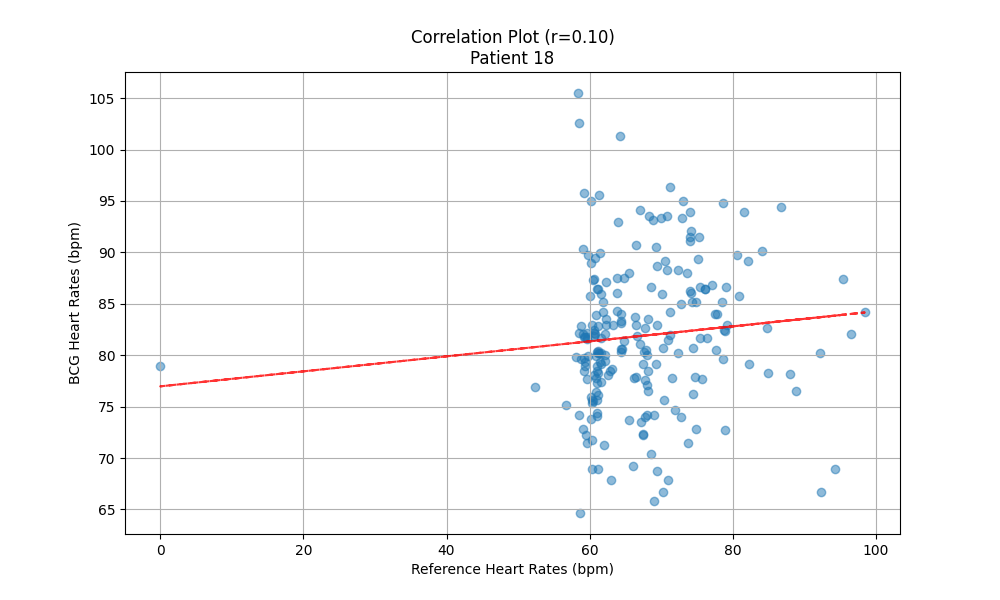 Correlation Plot (r=0.10)
Patient 18
105
100
95
90
85
80
75
70
65
BCG Heart Rates (bpm)
0 20 40 60 80 100
Reference Heart Rates (bpm)